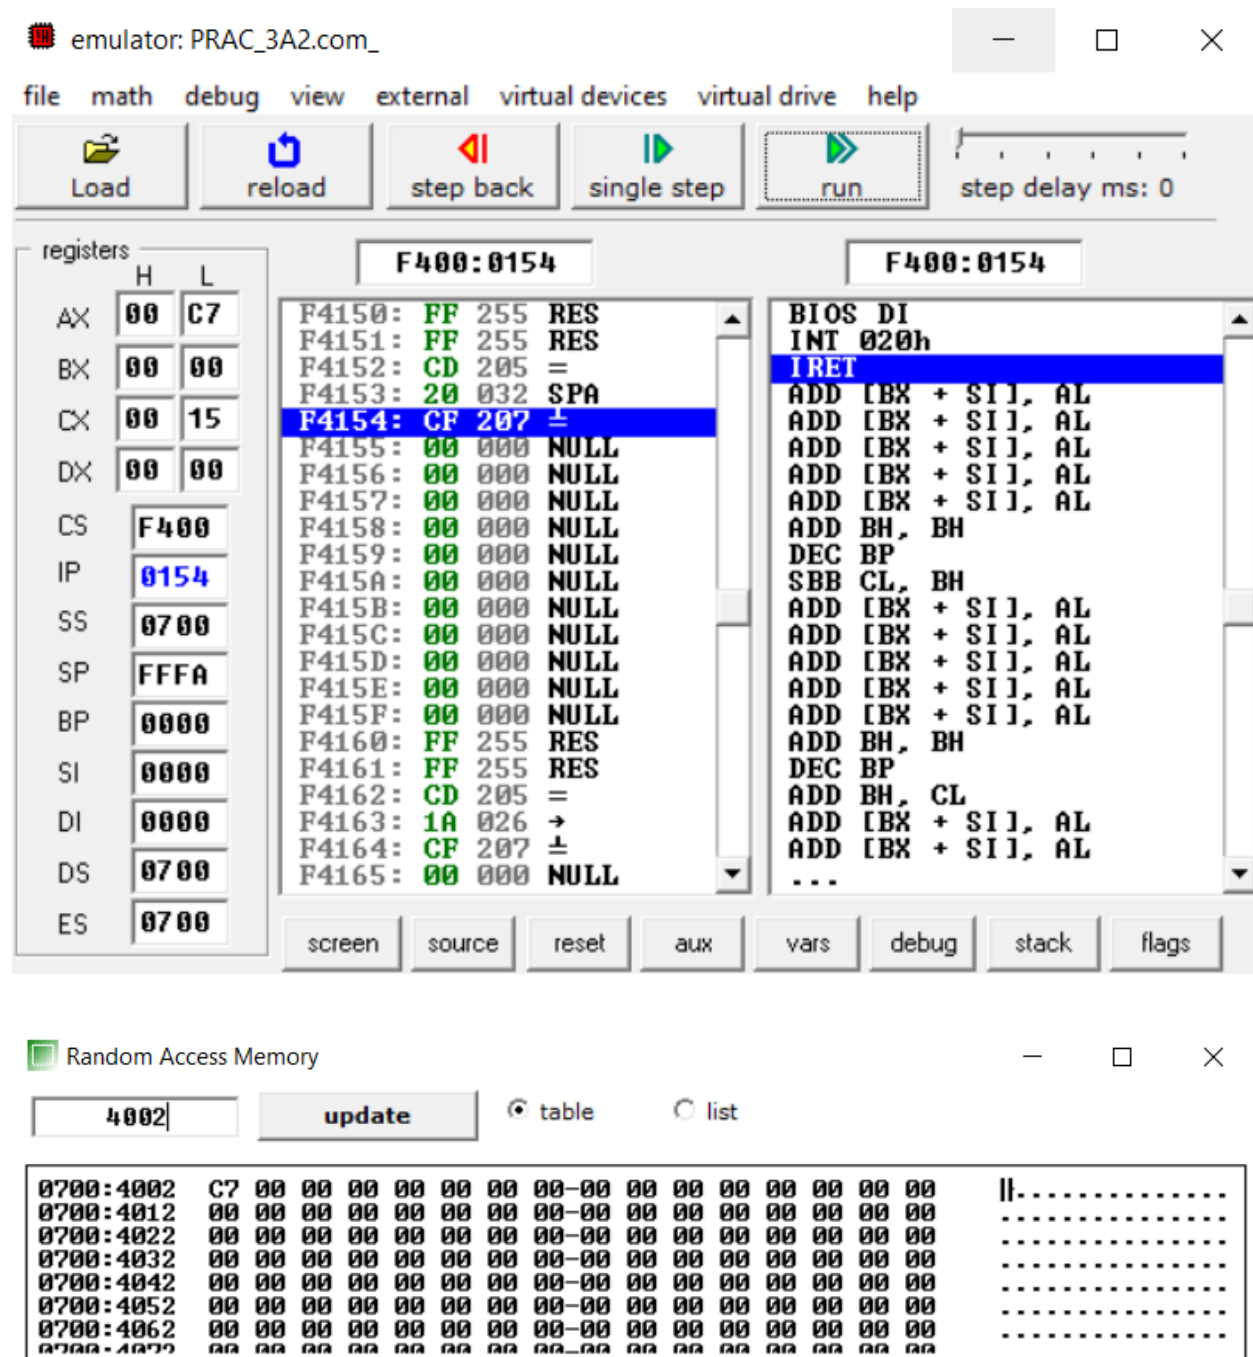 emulator: PRAC_3A2.com_
file math debug view external virtual devices virtual drive help
Load reload step back single step run step delay ms: 0
registers
H L
F400:0154 F400:0154
AX 00 C7
BX 00 00
CX 00 15
DX 00 00
CS F400
IP 0154
SS 0700
SP FFFA
BP 0000
SI 0000
DI 0000
DS 0700
ES 0700
F4150: FF 255 RES
F4151: FF 255 RES
F4152: CD 205 =
F4153: 20 032 SPA
F4154: CF 207 ╧
F4155: 00 000 NULL
F4156: 00 000 NULL
F4157: 00 000 NULL
F4158: 00 000 NULL
F4159: 00 000 NULL
F415A: 00 000 NULL
F415B: 00 000 NULL
F415C: 00 000 NULL
F415D: 00 000 NULL
F415E: 00 000 NULL
F415F: 00 000 NULL
F4160: FF 255 RES
F4161: FF 255 RES
F4162: CD 205 =
F4163: 1A 026 →
F4164: CF 207 ╧
F4165: 00 000 NULL
BIOS DI
INT 020h
IRET
ADD [BX + SI], AL
ADD [BX + SI], AL
ADD [BX + SI], AL
ADD [BX + SI], AL
ADD [BX + SI], AL
ADD BH, BH
DEC BP
SBB CL, BH
ADD [BX + SI], AL
ADD [BX + SI], AL
ADD [BX + SI], AL
ADD [BX + SI], AL
ADD [BX + SI], AL
ADD BH, BH
DEC BP
ADD BH, CL
ADD [BX + SI], AL
ADD [BX + SI], AL
...
screen source reset aux vars debug stack flags
Random Access Memory
4002 update table list
0700:4002 C7 00 00 00 00 00 00 00-00 00 00 00 00 00 00 00 ╟...............
0700:4012 00 00 00 00 00 00 00 00-00 00 00 00 00 00 00 00 ................
0700:4022 00 00 00 00 00 00 00 00-00 00 00 00 00 00 00 00 ................
0700:4032 00 00 00 00 00 00 00 00-00 00 00 00 00 00 00 00 ................
0700:4042 00 00 00 00 00 00 00 00-00 00 00 00 00 00 00 00 ................
0700:4052 00 00 00 00 00 00 00 00-00 00 00 00 00 00 00 00 ................
0700:4062 00 00 00 00 00 00 00 00-00 00 00 00 00 00 00 00 ................
0700:4072 00 00 00 00 00 00 00 00-00 00 00 00 00 00 00 00